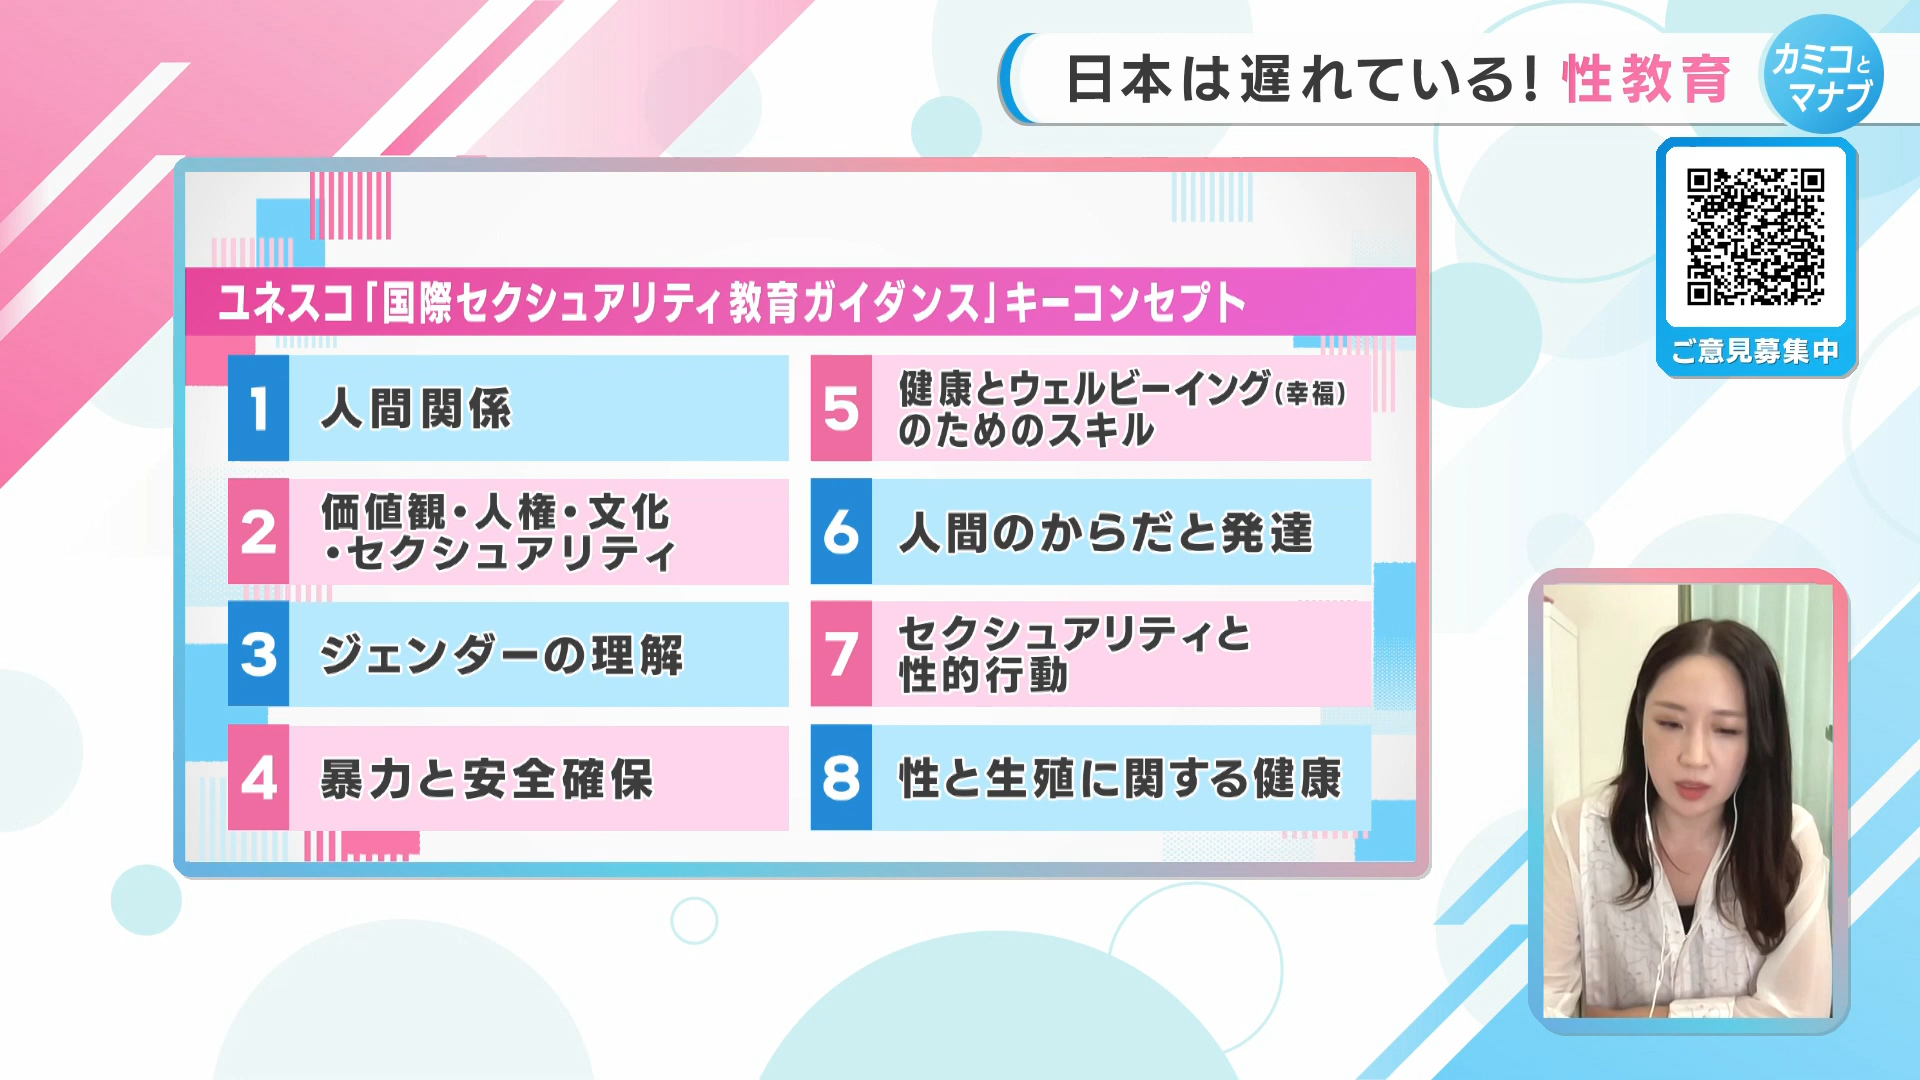 日本は遅れている！性教育
カミコと
マナブ
ご意見募集中
ユネスコ「国際セクシュアリティ教育ガイダンス」キーコンセプト
1 人間関係
2 価値観・人権・文化
・セクシュアリティ
3 ジェンダーの理解
4 暴力と安全確保
5 健康とウェルビーイング(幸福)
のためのスキル
6 人間のからだと発達
7 セクシュアリティと
性的行動
8 性と生殖に関する健康